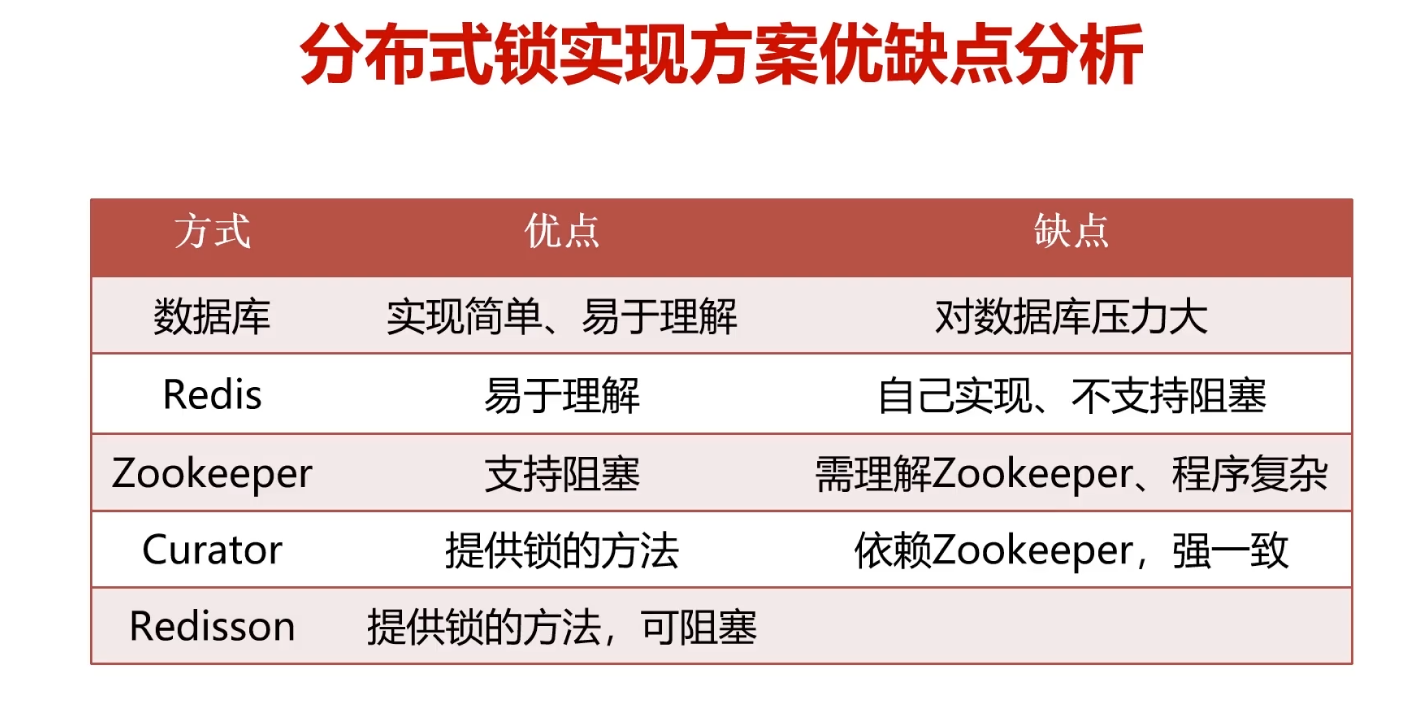 分布式锁实现方案优缺点分析
方式 优点 缺点
数据库 实现简单、易于理解 对数据库压力大
Redis 易于理解 自己实现、不支持阻塞
Zookeeper 支持阻塞 需理解Zookeeper、程序复杂
Curator 提供锁的方法 依赖Zookeeper，强一致
Redisson 提供锁的方法，可阻塞